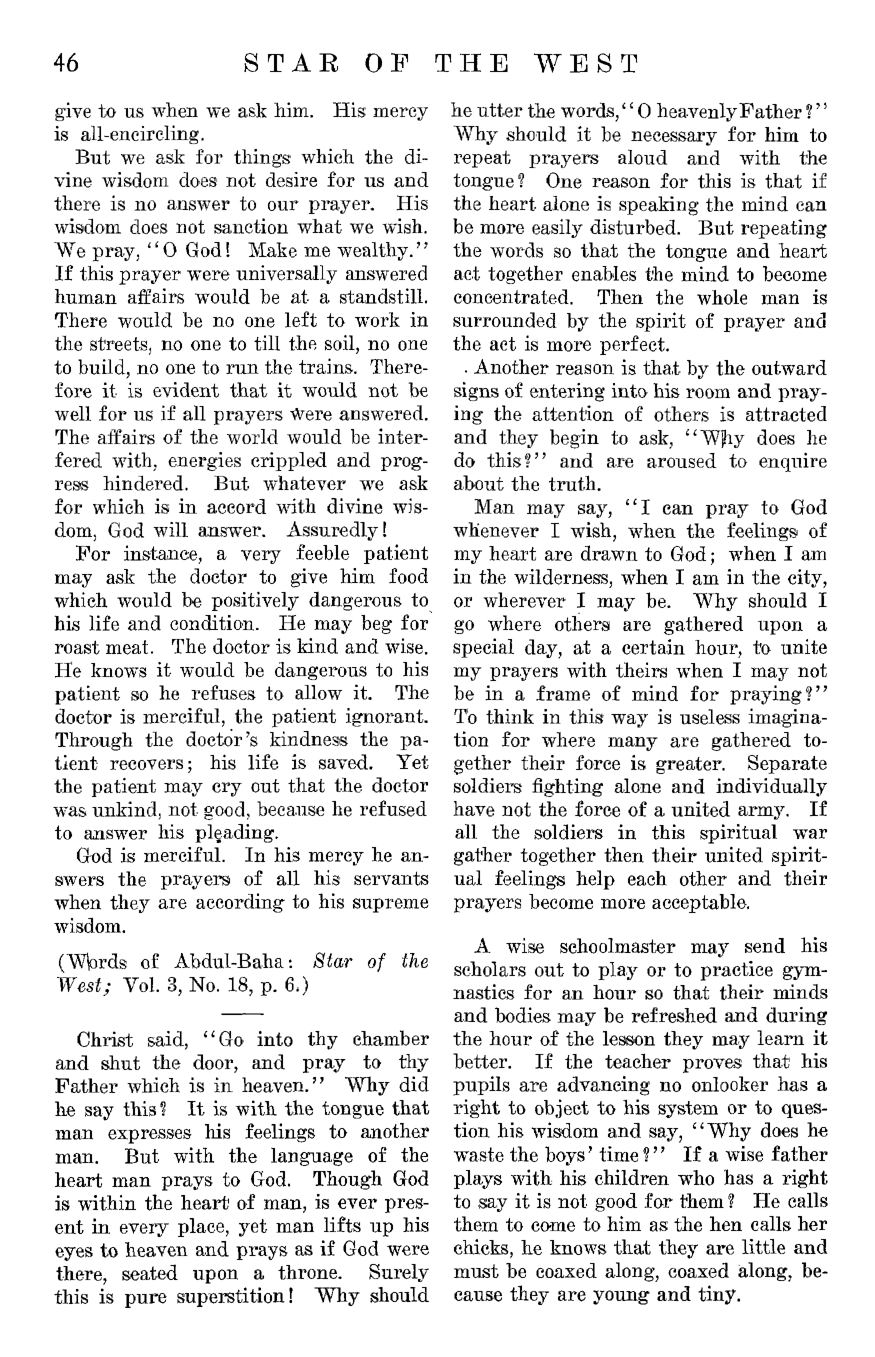 46 STAR OF THE WEST
give to us when we ask him. His mercy
is all-encircling.
But we ask for things which the di-
vine wisdom does not desire for us and
there is no answer to our prayer. His
wisdom does not sanction what we wish.
We pray, "O God! Make me wealthy."
If this prayer were universally answered
human affairs would be at a standstill.
There would be no one left to work in
the streets, no one to till the soil, no one
to build, no one to run the trains. There-
fore it is evident that it would not be
well for us if all prayers were answered.
The affairs of the world would be inter-
fered with, energies crippled and prog-
ress hindered. But whatever we ask
for which is in accord with divine wis-
dom, God will answer. Assuredly!
For instance, a very feeble patient
may ask the doctor to give him food
which would be positively dangerous to
his life and condition. He may beg for
roast meat. The doctor is kind and wise.
He knows it would be dangerous to his
patient so he refuses to allow it. The
doctor is merciful, the patient ignorant.
Through the doctor's kindness the pa-
tient recovers; his life is saved. Yet
the patient may cry out that the doctor
was unkind, not good, because he refused
to answer his pleading.
God is merciful. In his mercy he an-
swers the prayers of all his servants
when they are according to his supreme
wisdom.
(Words of Abdul-Baha: Star of the
West; Vol. 3, No. 18, p. 6.)
Christ said, "Go into thy chamber
and shut the door, and pray to thy
Father which is in heaven." Why did
he say this? It is with the tongue that
man expresses his feelings to another
man. But with the language of the
heart man prays to God. Though God
is within the heart of man, is ever pres-
ent in every place, yet man lifts up his
eyes to heaven and prays as if God were
there, seated upon a throne. Surely
this is pure superstition! Why should
he utter the words, "O heavenly Father?"
Why should it be necessary for him to
repeat prayers aloud and with the
tongue? One reason for this is that if
the heart alone is speaking the mind can
be more easily disturbed. But repeating
the words so that the tongue and heart
act together enables the mind to become
concentrated. Then the whole man is
surrounded by the spirit of prayer and
the act is more perfect.
Another reason is that by the outward
signs of entering into his room and pray-
ing the attention of others is attracted
and they begin to ask, "Why does he
do this?" and are aroused to enquire
about the truth.
Man may say, "I can pray to God
whenever I wish, when the feelings of
my heart are drawn to God; when I am
in the wilderness, when I am in the city,
or wherever I may be. Why should I
go where others are gathered upon a
special day, at a certain hour, to unite
my prayers with theirs when I may not
be in a frame of mind for praying?"
To think in this way is useless imagina-
tion for where many are gathered to-
gether their force is greater. Separate
soldiers fighting alone and individually
have not the force of a united army. If
all the soldiers in this spiritual war
gather together then their united spirit-
ual feelings help each other and their
prayers become more acceptable.
A wise schoolmaster may send his
scholars out to play or to practice gym-
nastics for an hour so that their minds
and bodies may be refreshed and during
the hour of the lesson they may learn it
better. If the teacher proves that his
pupils are advancing no onlooker has a
right to object to his system or to ques-
tion his wisdom and say, "Why does he
waste the boys' time?" If a wise father
plays with his children who has a right
to say it is not good for them? He calls
them to come to him as the hen calls her
chicks, he knows that they are little and
must be coaxed along, coaxed along, be-
cause they are young and tiny.